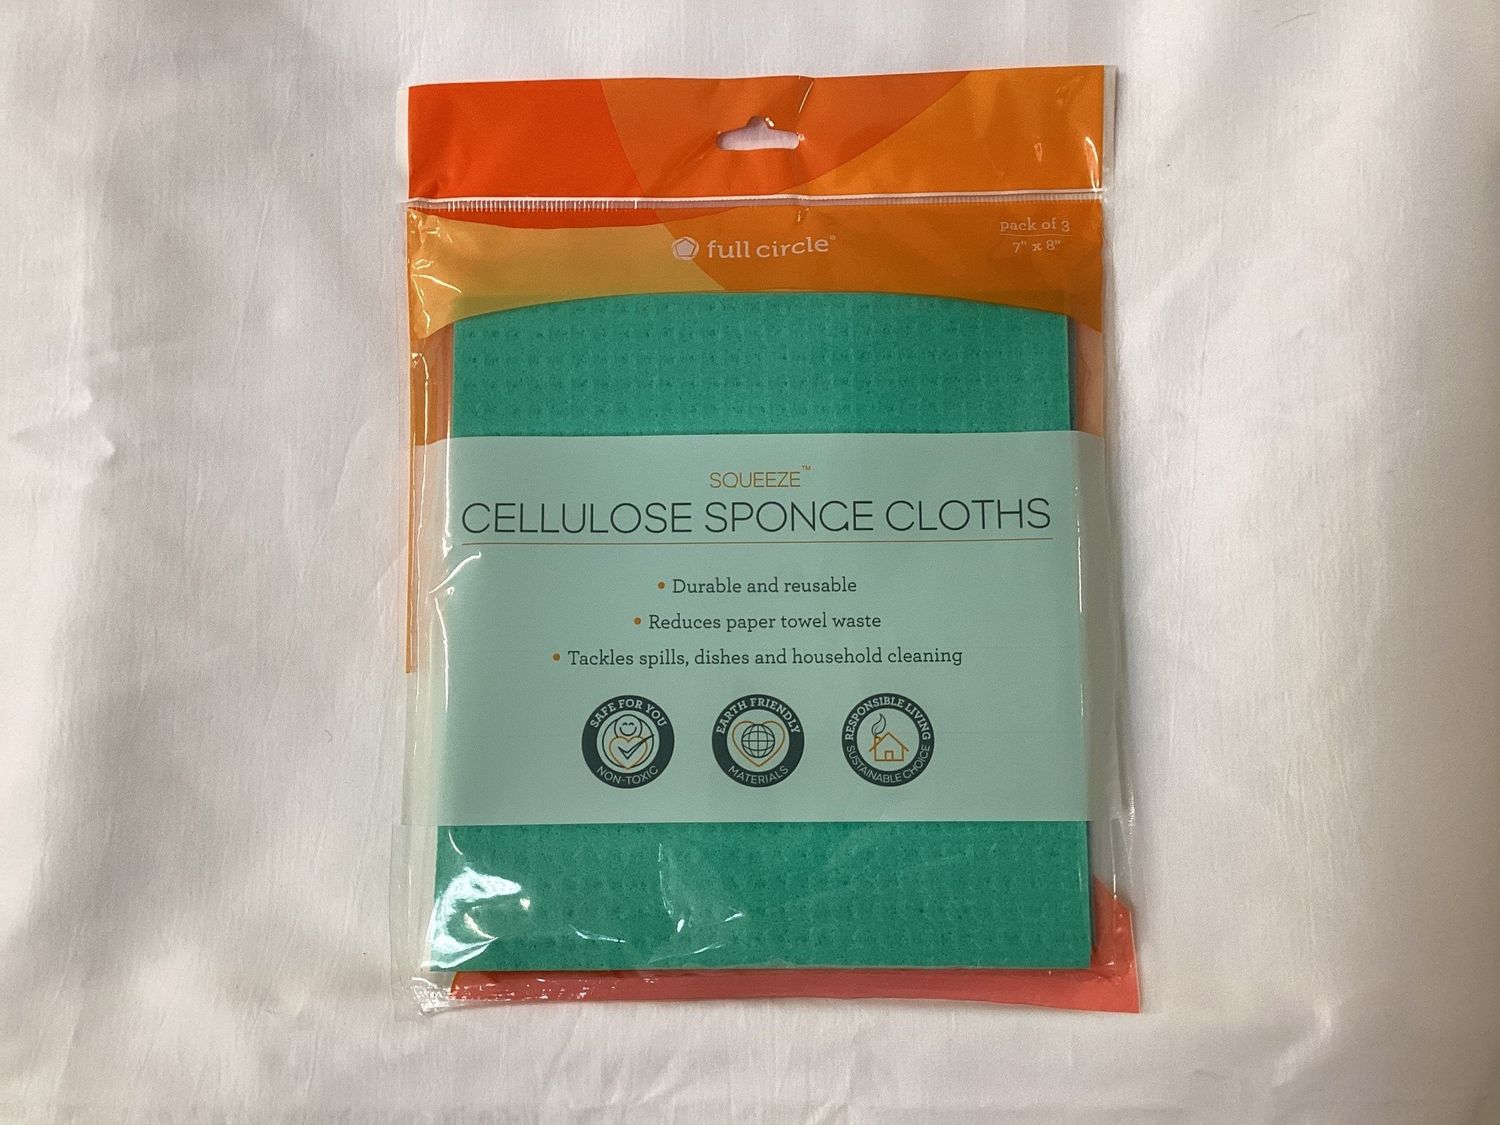 full circle®
pack of 3
7" x 8"
SQUEEZE™
CELLULOSE SPONGE CLOTHS
• Durable and reusable
• Reduces paper towel waste
• Tackles spills, dishes and household cleaning
SAFE FOR YOU
NON-TOXIC
EARTH FRIENDLY
MATERIALS
RESPONSIBLE LIVING
SUSTAINABLE CHOICE